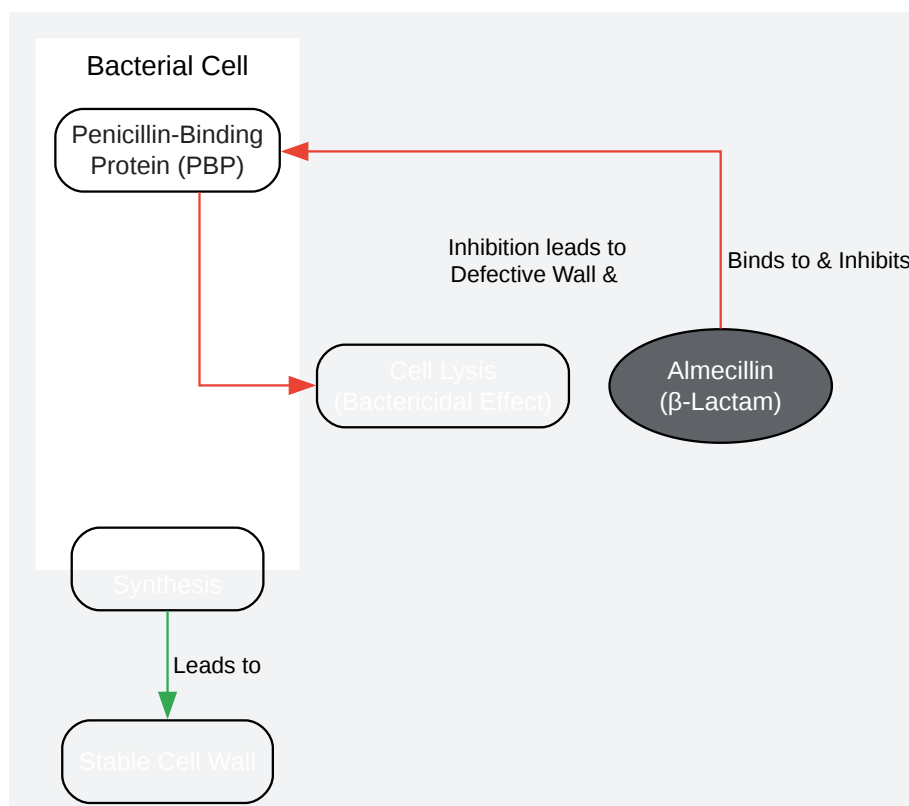 Bacterial Cell
Penicillin-Binding
Protein (PBP)
Inhibition leads to
Defective Wall &
Binds to & Inhibits
Cell Lysis
(Bactericidal Effect)
Almecillin
(β-Lactam)
Synthesis
Leads to
Stable Cell Wall